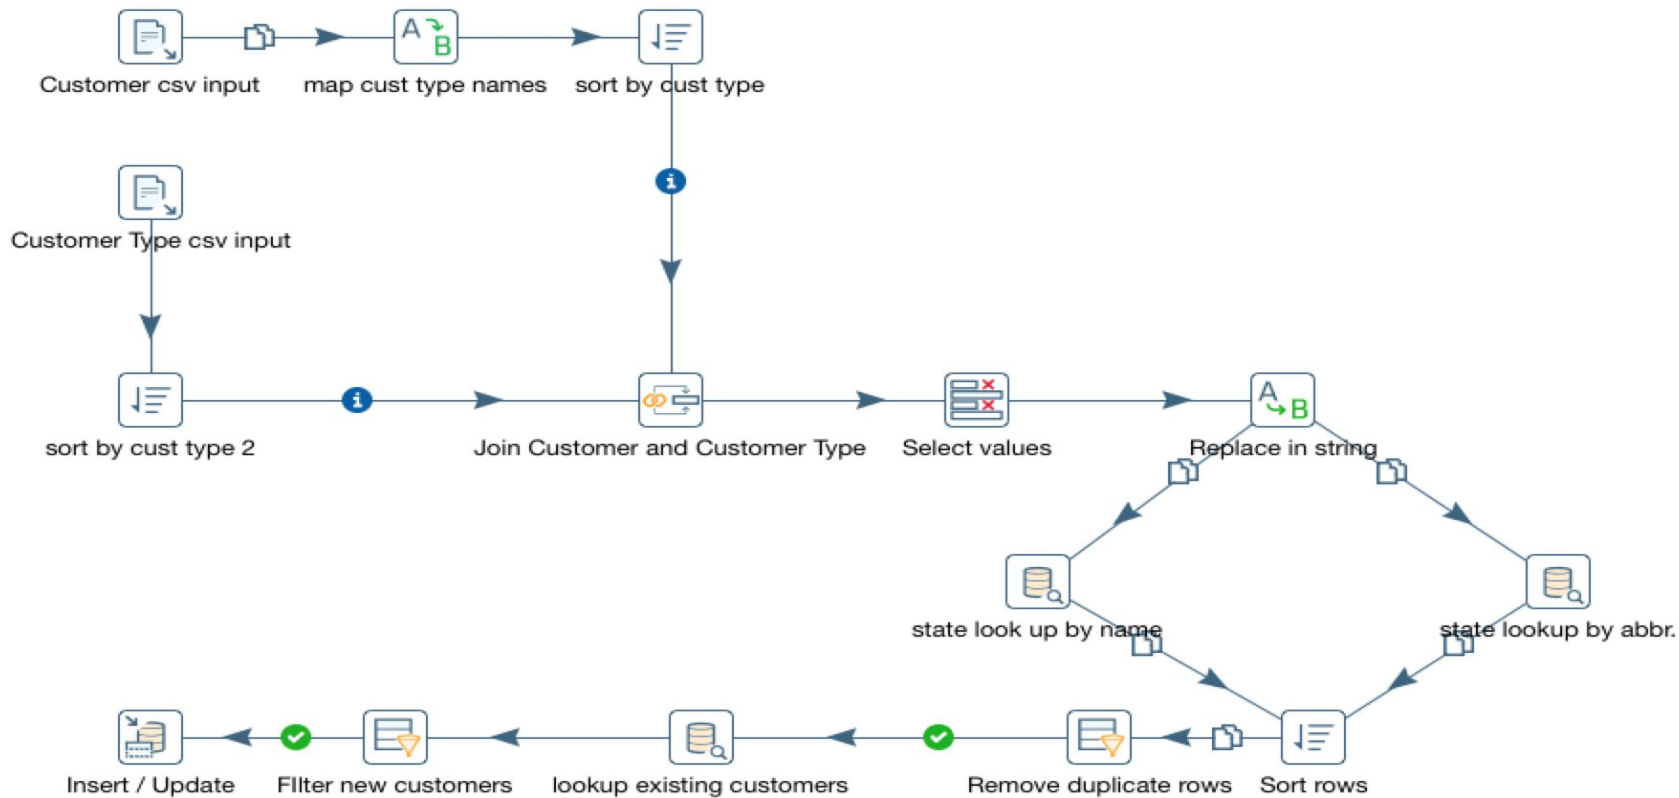 A
B
Customer csv input
map cust type names
sort by cust type
i
Customer Type csv input
i
A
B
sort by cust type 2
Join Customer and Customer Type
Select values
Replace in string
state look up by name
state lookup by abbr.
Insert / Update
FIlter new customers
lookup existing customers
Remove duplicate rows
Sort rows